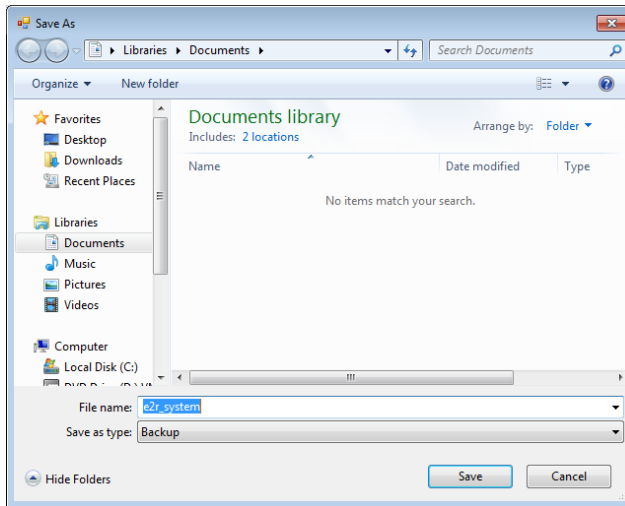 Save As
Libraries Documents
Search Documents
Organize New folder
Favorites
Desktop
Downloads
Recent Places
Libraries
Documents
Music
Pictures
Videos
Computer
Local Disk (C:)
Documents library
Includes: 2 locations
Arrange by: Folder
Name Date modified Type
No items match your search.
File name: e2r_system
Save as type: Backup
Hide Folders
Save Cancel